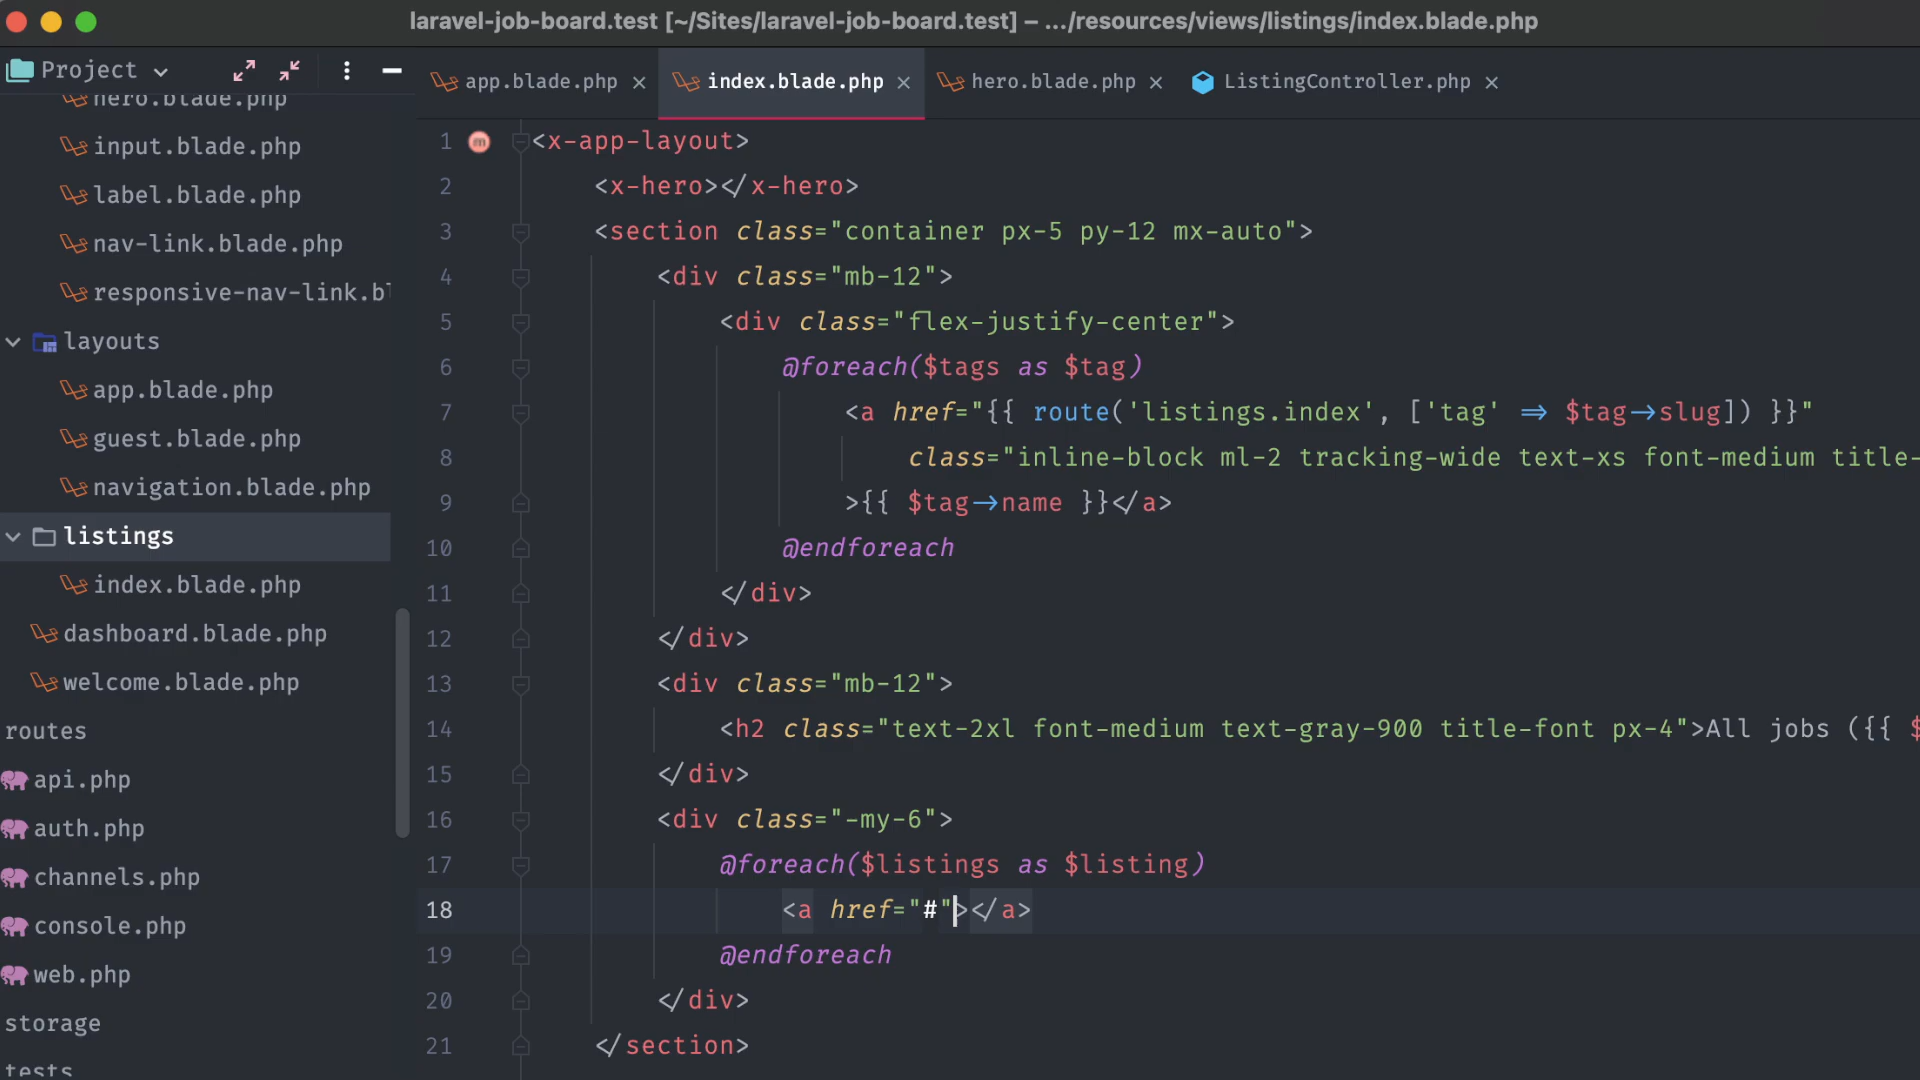 laravel-job-board.test [~/Sites/laravel-job-board.test] – .../resources/views/listings/index.blade.php
Project
app.blade.php
index.blade.php
hero.blade.php
ListingController.php
hero.blade.php
input.blade.php
label.blade.php
nav-link.blade.php
responsive-nav-link.bl
layouts
app.blade.php
guest.blade.php
navigation.blade.php
listings
index.blade.php
dashboard.blade.php
welcome.blade.php
routes
api.php
auth.php
channels.php
console.php
web.php
storage
tests
1 <x-app-layout>
2 <x-hero></x-hero>
3 <section class="container px-5 py-12 mx-auto">
4 <div class="mb-12">
5 <div class="flex-justify-center">
6 @foreach($tags as $tag)
7 <a href="{{ route('listings.index', ['tag' => $tag->slug]) }}"
8 class="inline-block ml-2 tracking-wide text-xs font-medium title-
9 >{{ $tag->name }}</a>
10 @endforeach
11 </div>
12 </div>
13 <div class="mb-12">
14 <h2 class="text-2xl font-medium text-gray-900 title-font px-4">All jobs ({{ $
15 </div>
16 <div class="-my-6">
17 @foreach($listings as $listing)
18 <a href="#"></a>
19 @endforeach
20 </div>
21 </section>